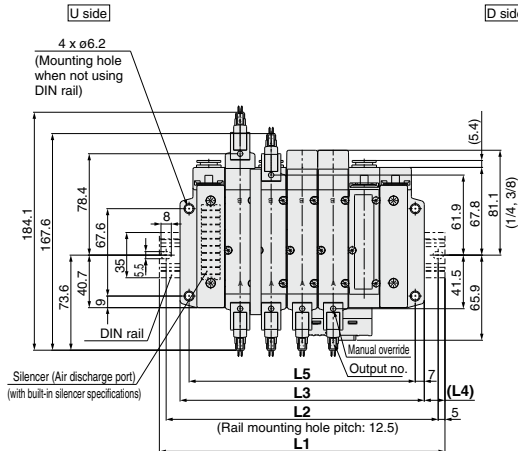 U side
D side
4 x ø6.2
(Mounting hole
when not using
DIN rail)
184.1
167.6
78.4
67.6
8
35
5.5
73.6
40.7
9
(5.4)
61.9
67.8
81.1
(1/4, 3/8)
41.5
65.9
B
B
B
B
A
A
A
A
DIN rail
Silencer (Air discharge port)
(with built-in silencer specifications)
Manual override
Output no.
L5
7
L3
(L4)
L2
5
(Rail mounting hole pitch: 12.5)
L1